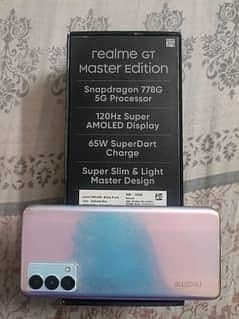 realme GT
Master Edition
Snapdragon 778G
5G Processor
120Hz Super
AMOLED Display
65W SuperDart
Charge
Super Slim & Light
Master Design
realme